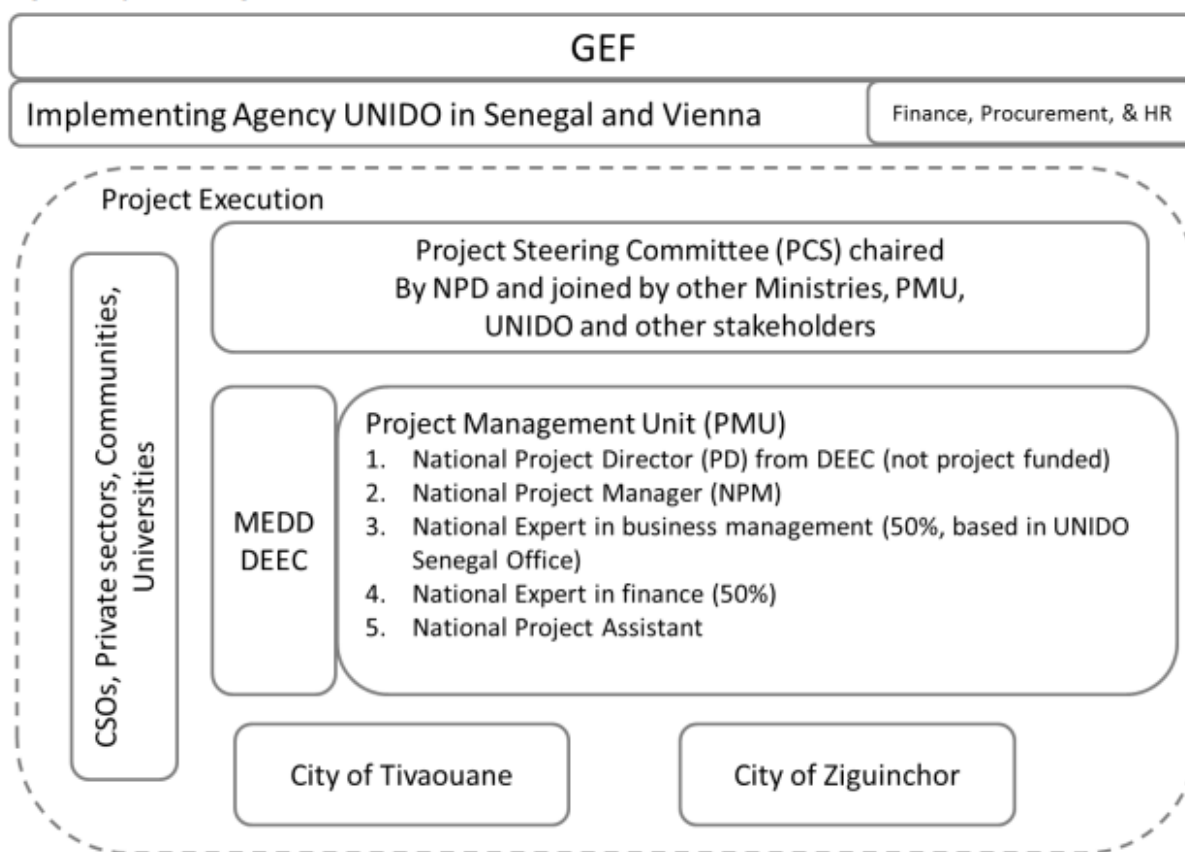 GEF
Implementing Agency UNIDO in Senegal and Vienna
Finance, Procurement, & HR
Project Execution
Project Steering Committee (PCS) chaired
By NPD and joined by other Ministries, PMU,
UNIDO and other stakeholders
CSOs, Private sectors, Communities,
Universities
MEDD
DEEC
Project Management Unit (PMU)
1. National Project Director (PD) from DEEC (not project funded)
2. National Project Manager (NPM)
3. National Expert in business management (50%, based in UNIDO
Senegal Office)
4. National Expert in finance (50%)
5. National Project Assistant
City of Tivaouane
City of Ziguinchor